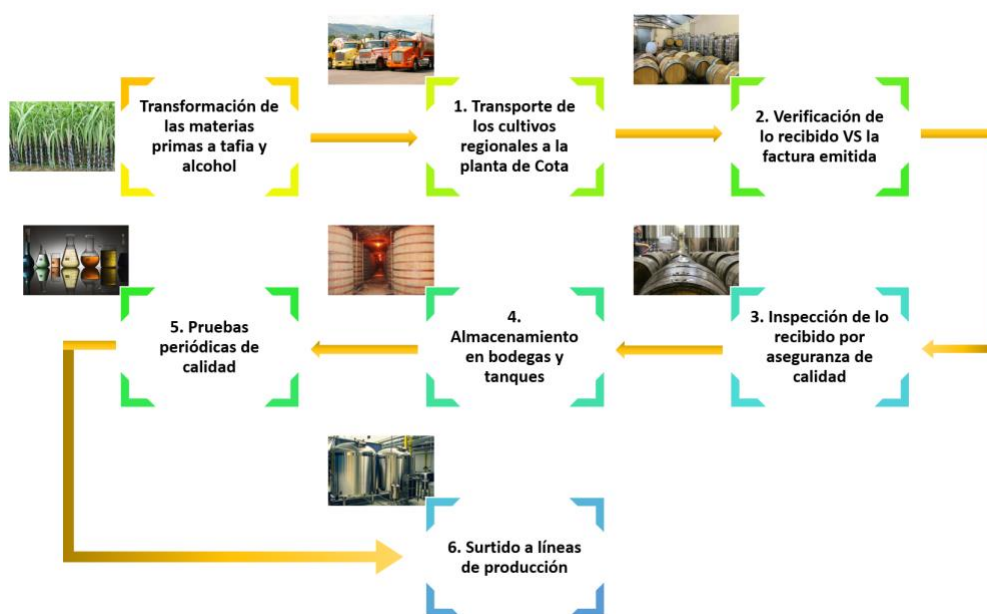 Transformación de
las materias
primas a tafia y
alcohol
1. Transporte de
los cultivos
regionales a la
planta de Cota
2. Verificación de
lo recibido VS la
factura emitida
3. Inspección de lo
recibido por
aseguranza de
calidad
4.
Almacenamiento
en bodegas y
tanques
5. Pruebas
periódicas de
calidad
6. Surtido a líneas
de producción